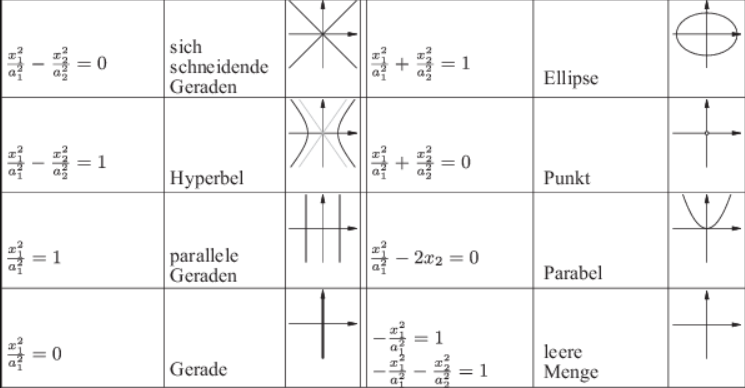 x₁²/a₁² − x₂²/a₂² = 0
sich
schneidende
Geraden
x₁²/a₁² + x₂²/a₂² = 1
Ellipse
x₁²/a₁² − x₂²/a₂² = 1
Hyperbel
x₁²/a₁² + x₂²/a₂² = 0
Punkt
x₁²/a₁² = 1
parallele
Geraden
x₁²/a₁² − 2x₂ = 0
Parabel
x₁²/a₁² = 0
Gerade
−x₁²/a₁² = 1
−x₁²/a₁² − x₂²/a₂² = 1
leere
Menge